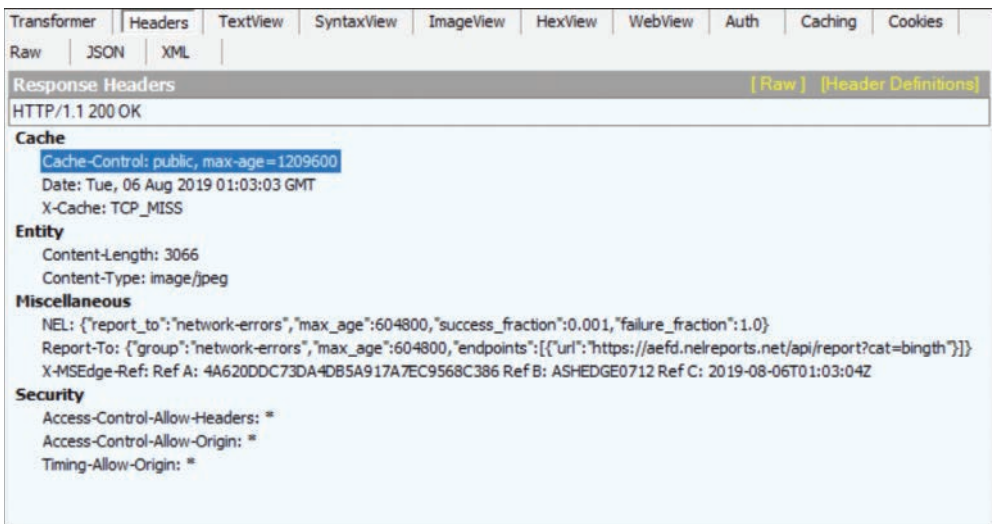 Transformer Headers TextView SyntaxView ImageView HexView WebView Auth Caching Cookies
Raw JSON XML
Response Headers [ Raw ] [Header Definitions]
HTTP/1.1 200 OK
Cache
Cache-Control: public, max-age=1209600
Date: Tue, 06 Aug 2019 01:03:03 GMT
X-Cache: TCP_MISS
Entity
Content-Length: 3066
Content-Type: image/jpeg
Miscellaneous
NEL: {"report_to":"network-errors","max_age":604800,"success_fraction":0.001,"failure_fraction":1.0}
Report-To: {"group":"network-errors","max_age":604800,"endpoints":[{"url":"https://aefd.nelreports.net/api/report?cat=bingth"}]}
X-MSEdge-Ref: Ref A: 4A620DDC73DA4DB5A917A7EC9568C386 Ref B: ASHEDGE0712 Ref C: 2019-08-06T01:03:04Z
Security
Access-Control-Allow-Headers: *
Access-Control-Allow-Origin: *
Timing-Allow-Origin: *